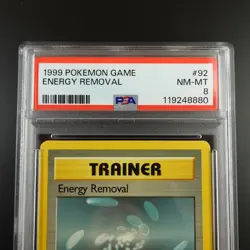 1999 POKEMON GAME #92
ENERGY REMOVAL NM-MT
8
PSA 119248880
TRAINER
Energy Removal